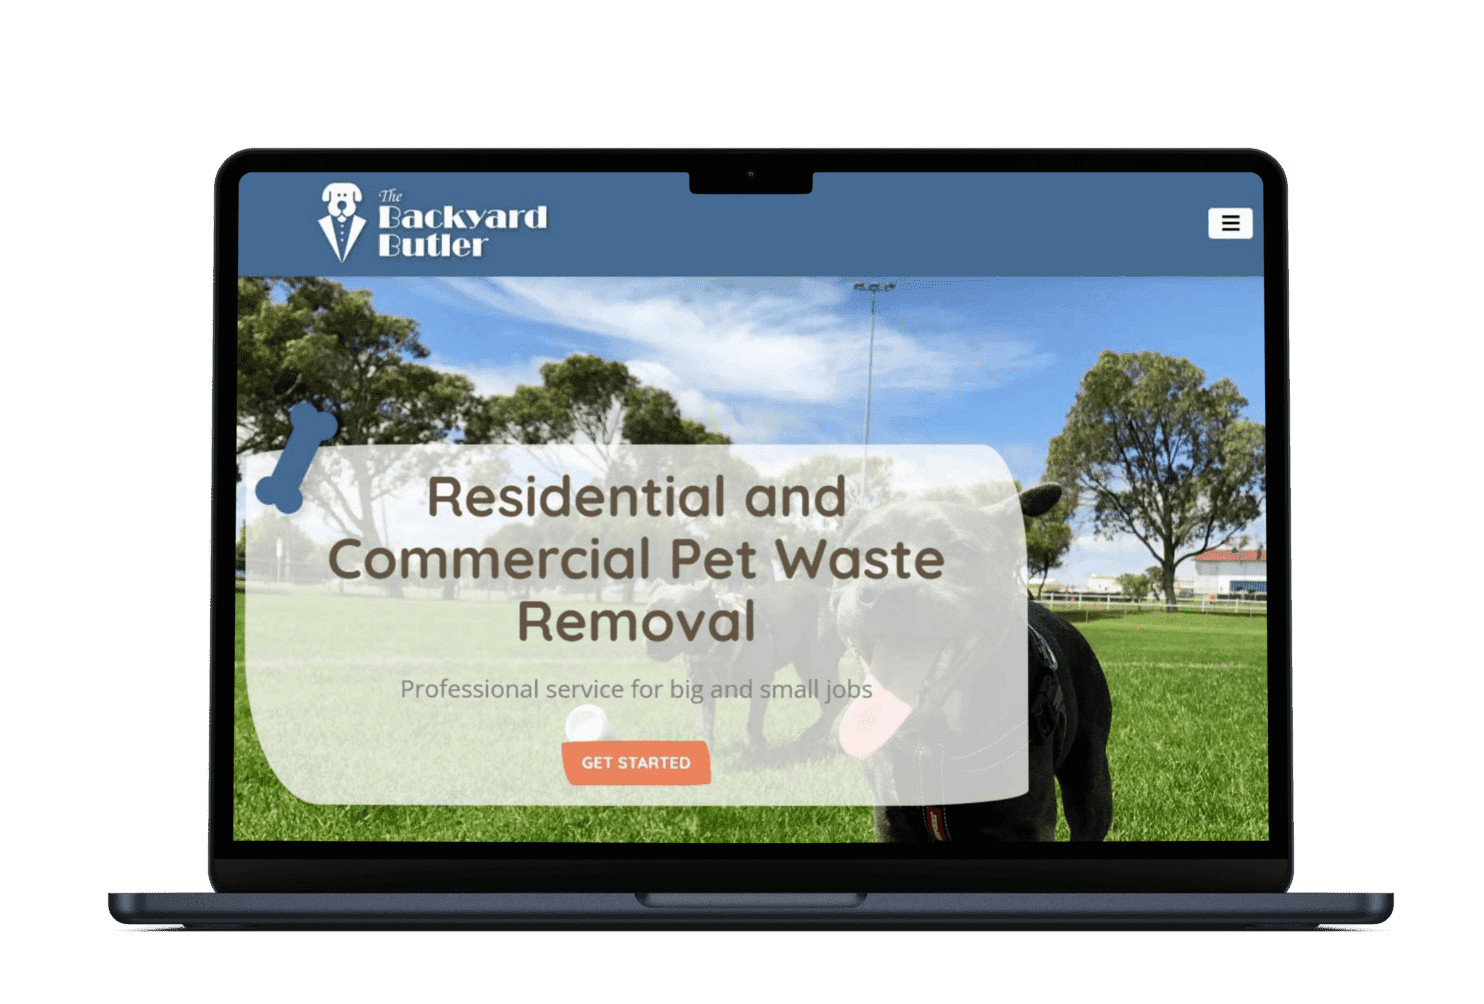 The
Backyard
Butler
Residential and
Commercial Pet Waste
Removal
Professional service for big and small jobs
GET STARTED